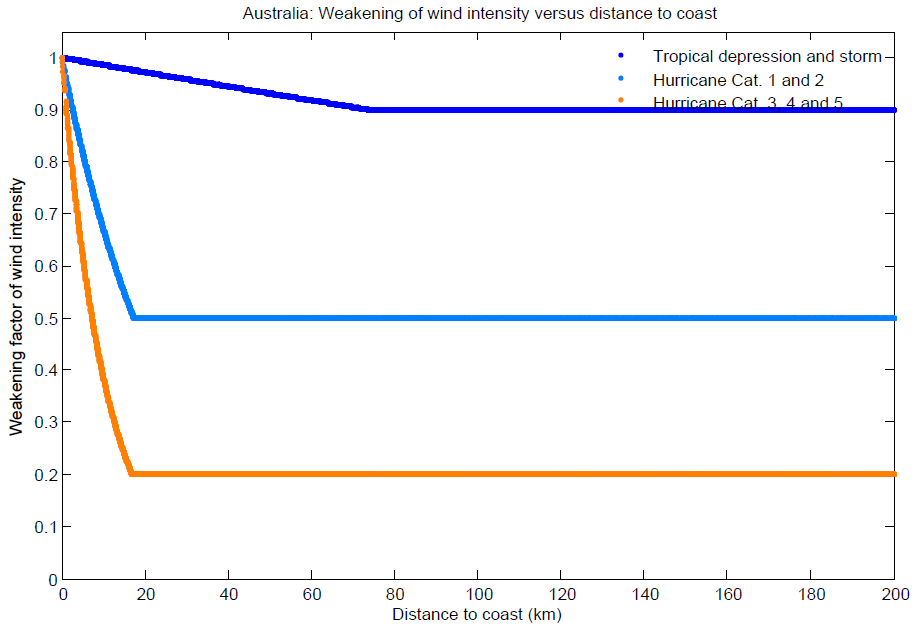 Australia: Weakening of wind intensity versus distance to coast
Tropical depression and storm
Hurricane Cat. 1 and 2
Hurricane Cat. 3, 4 and 5
Weakening factor of wind intensity
1
0.9
0.8
0.7
0.6
0.5
0.4
0.3
0.2
0.1
0
0 20 40 60 80 100 120 140 160 180 200
Distance to coast (km)